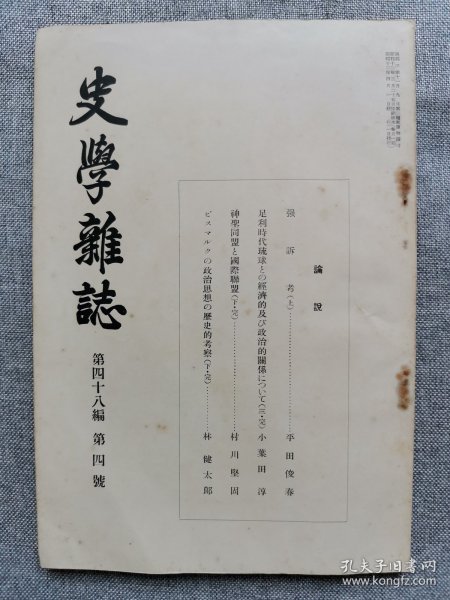 史學雜誌
第四十八編 第四號
論說
强訴考(上)…………平田俊春
足利時代琉球との經濟的及び政治的關係について(三・完) 小葉田淳
神聖同盟と國際聯盟(下・完)…………村川堅固
ビスマルクの政治思想の歷史的考察(下・完)…………林健太郎
孔夫子旧书网
www.kongfz.com